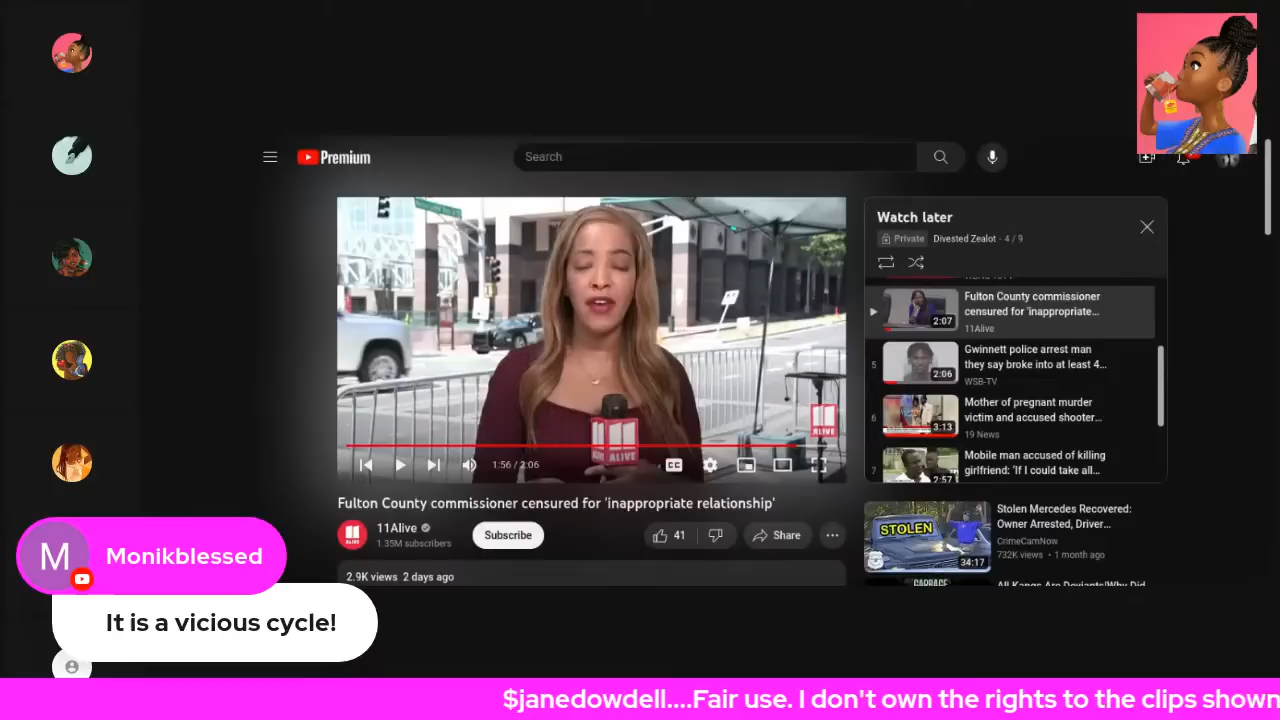 Premium
Search
11
ALIVE
11
ALIVE
1:56 / 2:06
CC
Fulton County commissioner censured for 'inappropriate relationship'
11Alive
1.35M subscribers
Subscribe
41
Share
2.9K views 2 days ago
Watch later
Private
Divested Zealot - 4 / 9
2:07
Fulton County commissioner
censured for 'inappropriate...
11Alive
5
2:06
Gwinnett police arrest man
they say broke into at least 4...
WSB-TV
6
3:13
Mother of pregnant murder
victim and accused shooter...
19 News
7
2:57
Mobile man accused of killing
girlfriend: 'If I could take all...
STOLEN
34:17
Stolen Mercedes Recovered:
Owner Arrested, Driver...
CrimeCamNow
732K views • 1 month ago
M
Monikblessed
It is a vicious cycle!
$janedowdell....Fair use. I don't own the rights to the clips shown